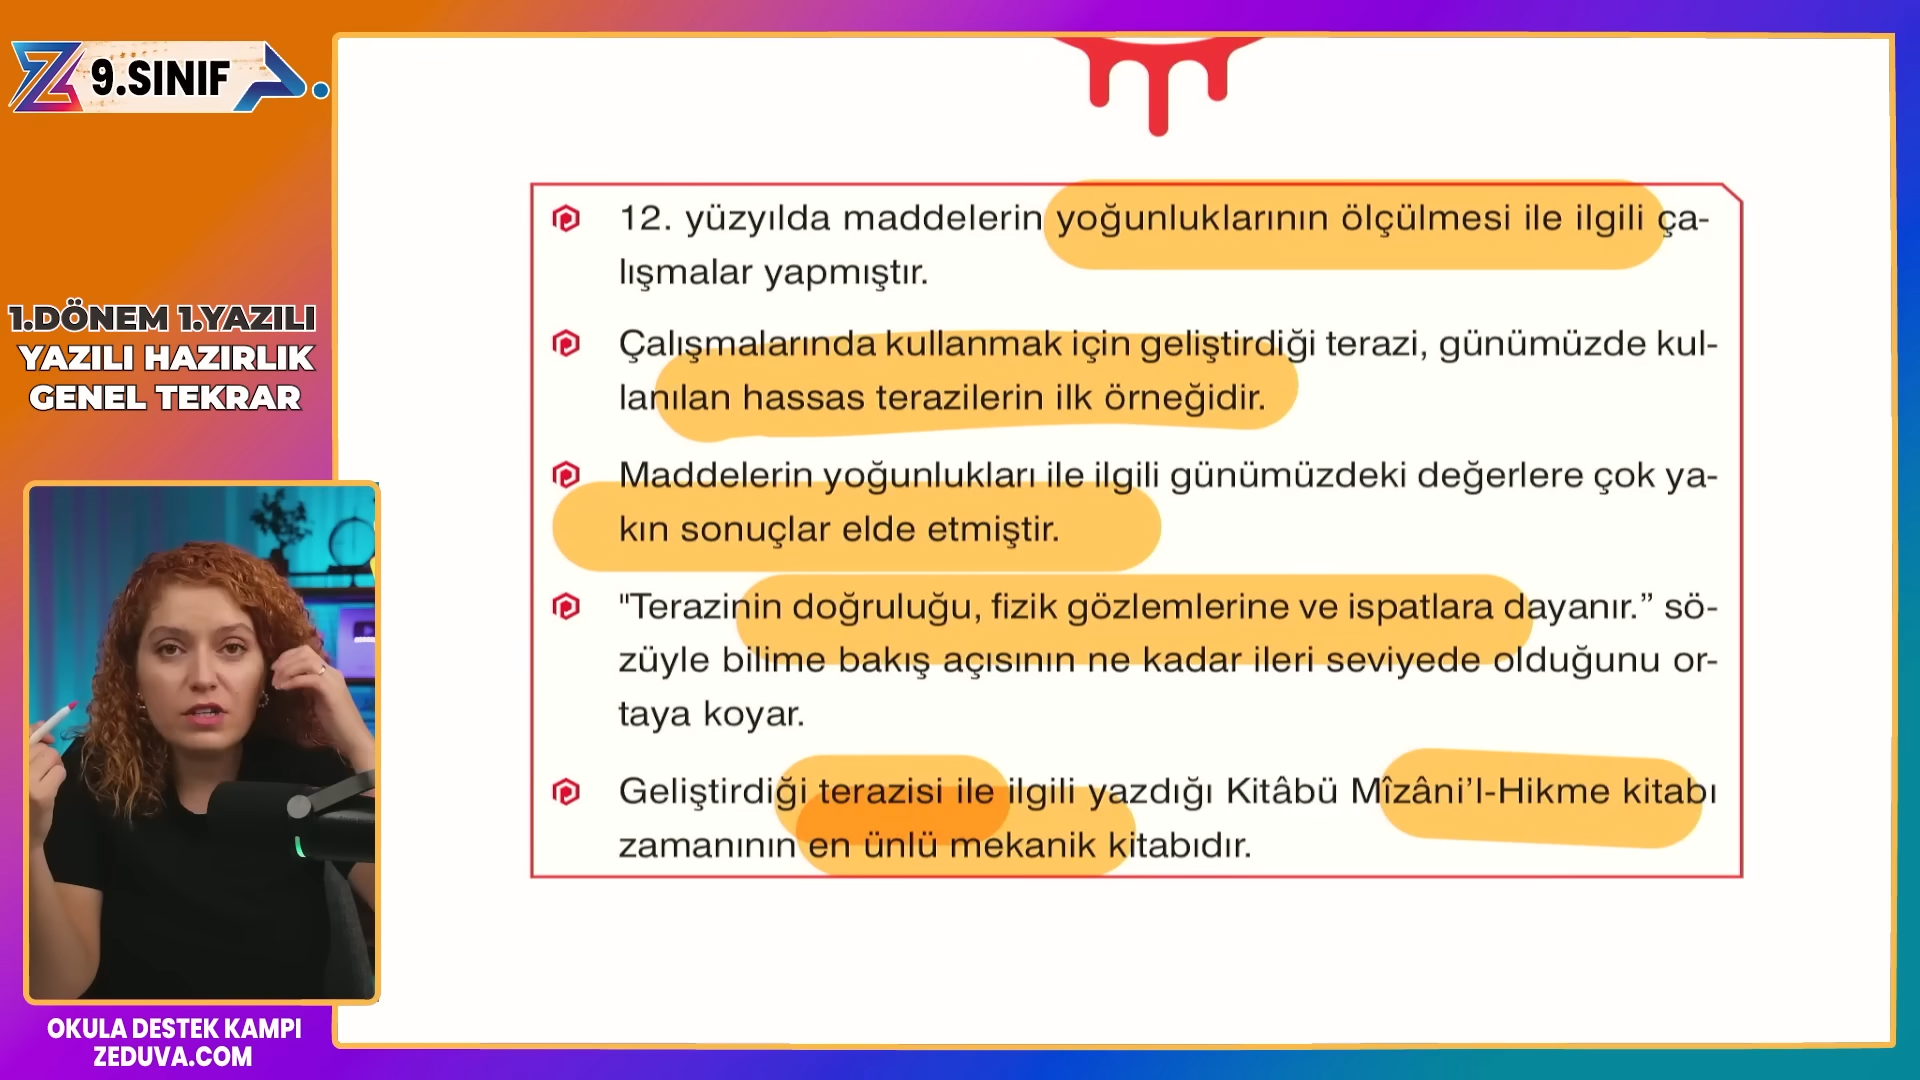 9.SINIF
1.DÖNEM 1.YAZILI
YAZILI HAZIRLIK
GENEL TEKRAR
12. yüzyılda maddelerin yoğunluklarının ölçülmesi ile ilgili ça-
lışmalar yapmıştır.
Çalışmalarında kullanmak için geliştirdiği terazi, günümüzde kul-
lanılan hassas terazilerin ilk örneğidir.
Maddelerin yoğunlukları ile ilgili günümüzdeki değerlere çok ya-
kın sonuçlar elde etmiştir.
"Terazinin doğruluğu, fizik gözlemlerine ve ispatlara dayanır.” sö-
züyle bilime bakış açısının ne kadar ileri seviyede olduğunu or-
taya koyar.
Geliştirdiği terazisi ile ilgili yazdığı Kitâbü Mîzâni’l-Hikme kitabı
zamanının en ünlü mekanik kitabıdır.
OKULA DESTEK KAMPI
ZEDUVA.COM